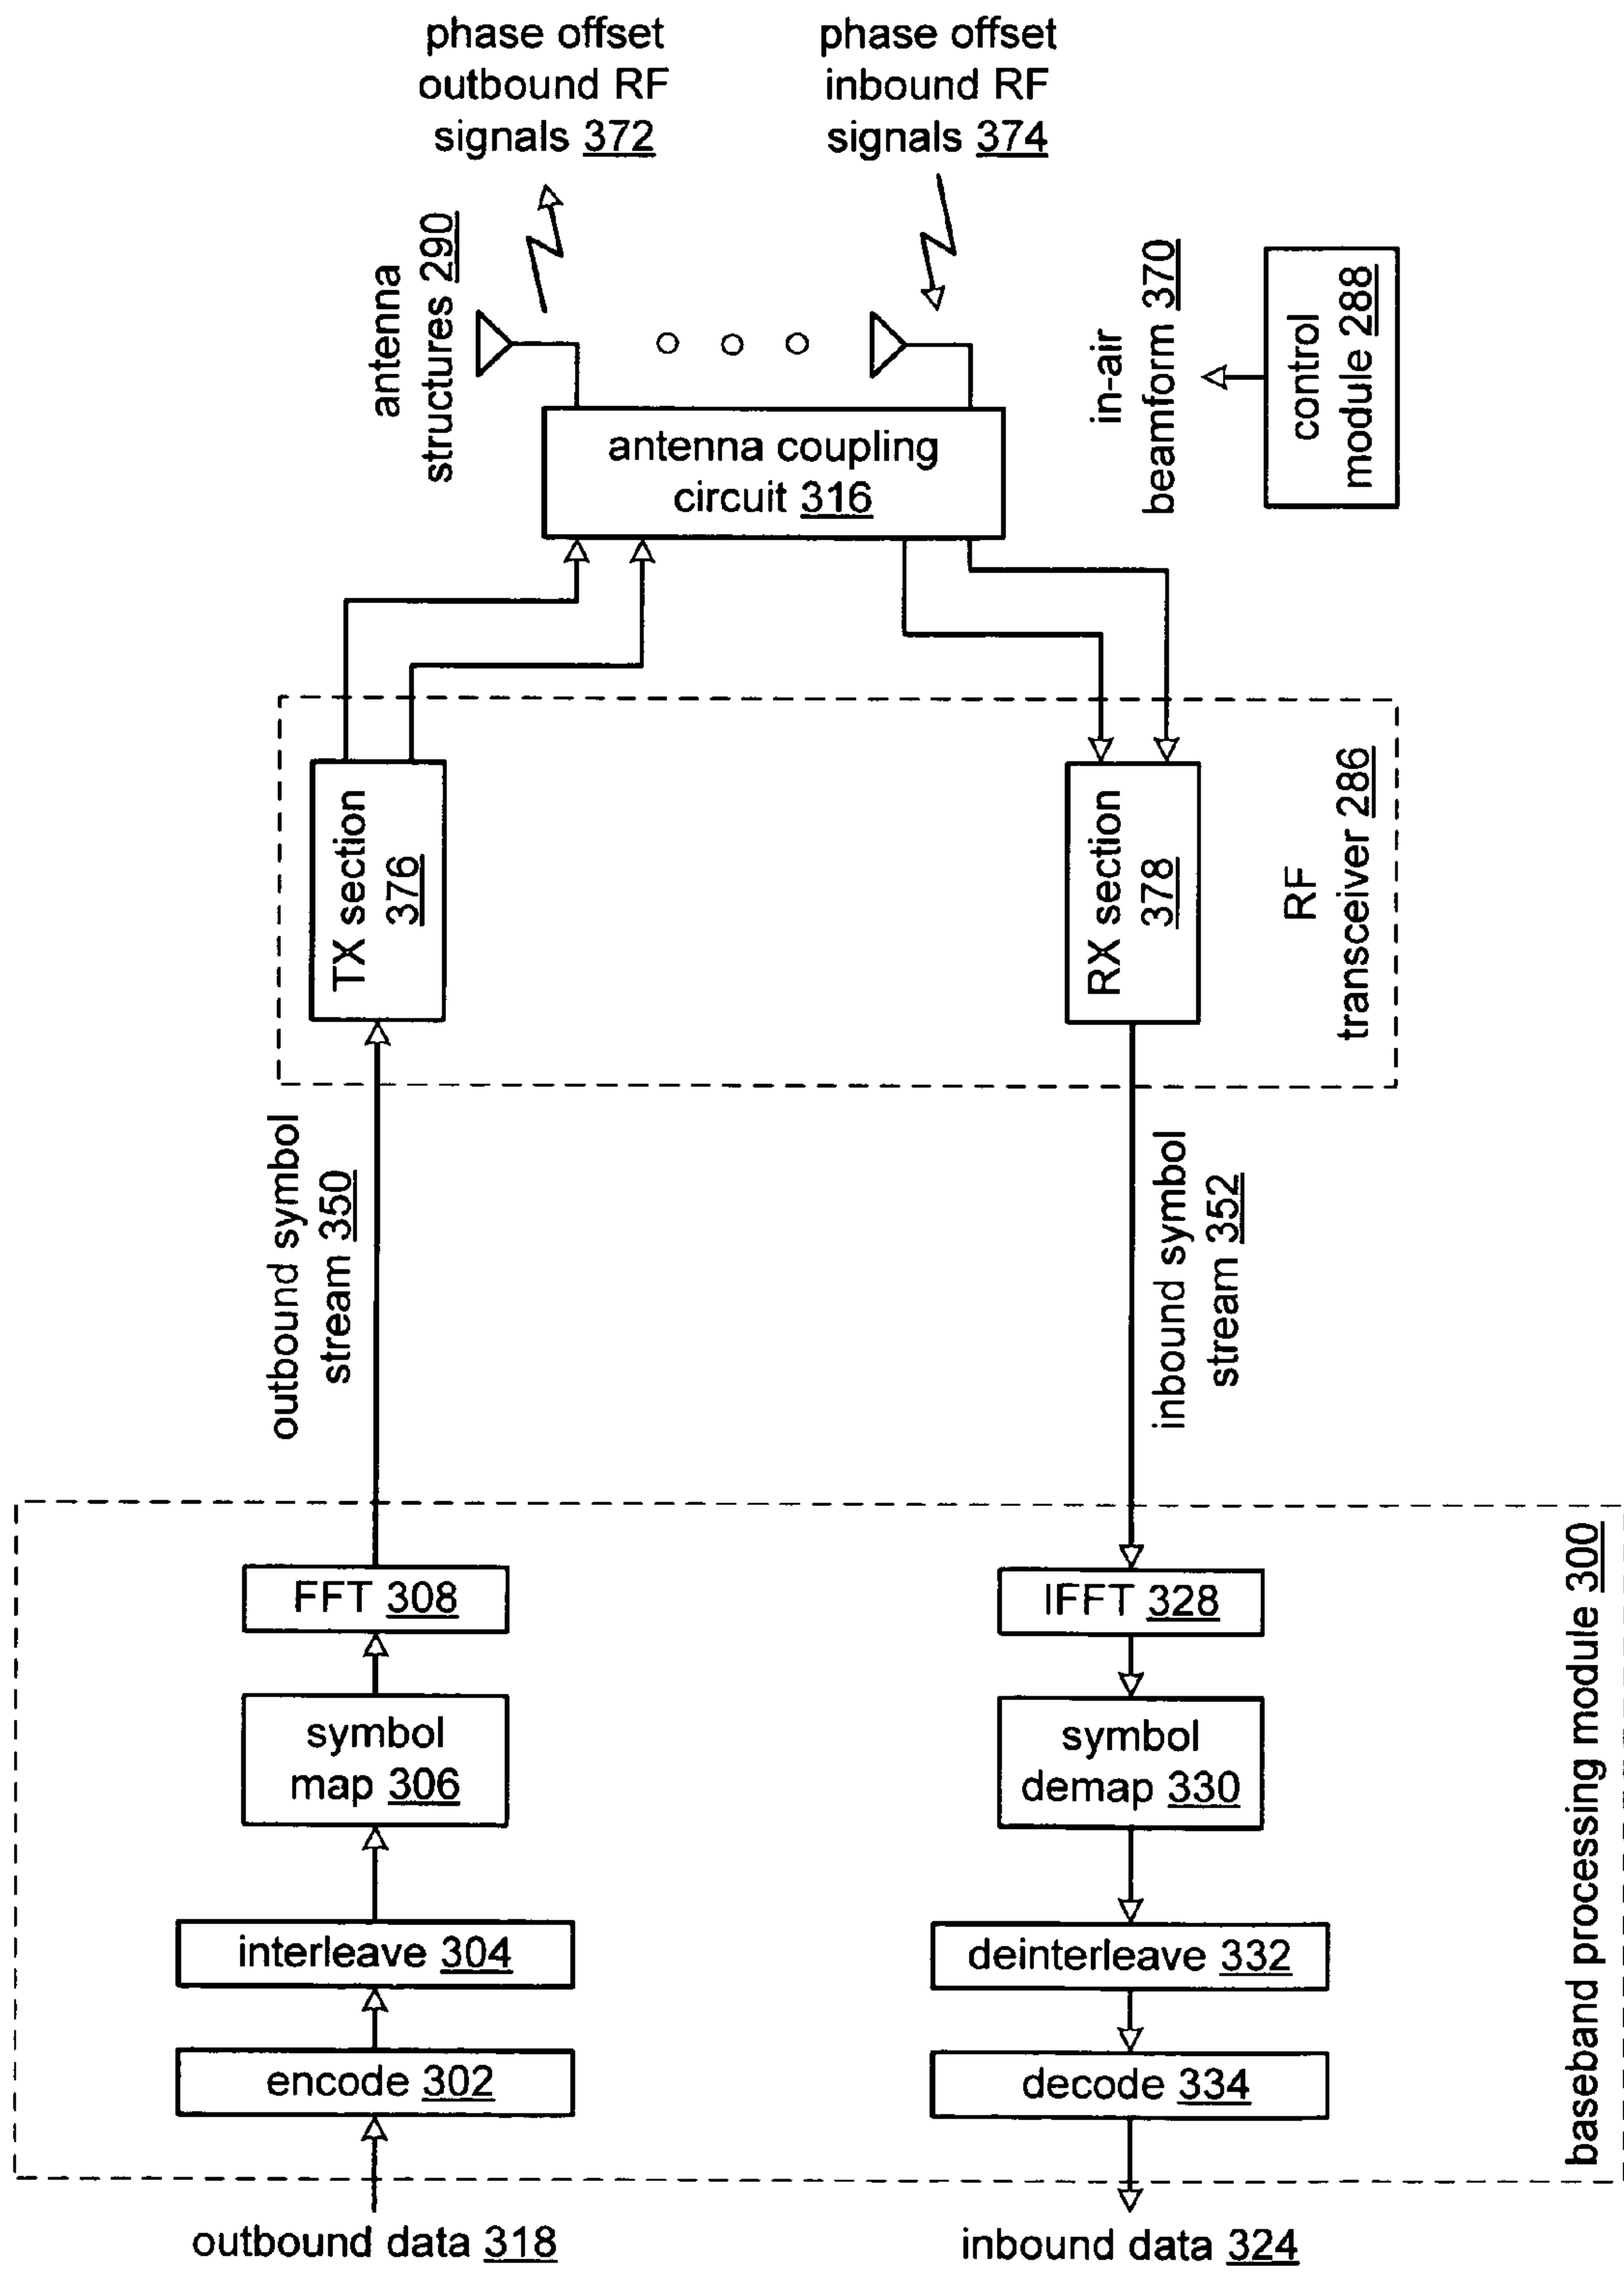 phase offset
outbound RF
signals 372
phase offset
inbound RF
signals 374
antenna
structures 290
in-air
beamform 370
control
module 288
antenna coupling
circuit 316
TX section
376
RX section
378
RF
transceiver 286
outbound symbol
stream 350
inbound symbol
stream 352
FFT 308
IFFT 328
symbol
map 306
symbol
demap 330
interleave 304
deinterleave 332
encode 302
decode 334
baseband processing module 300
outbound data 318
inbound data 324